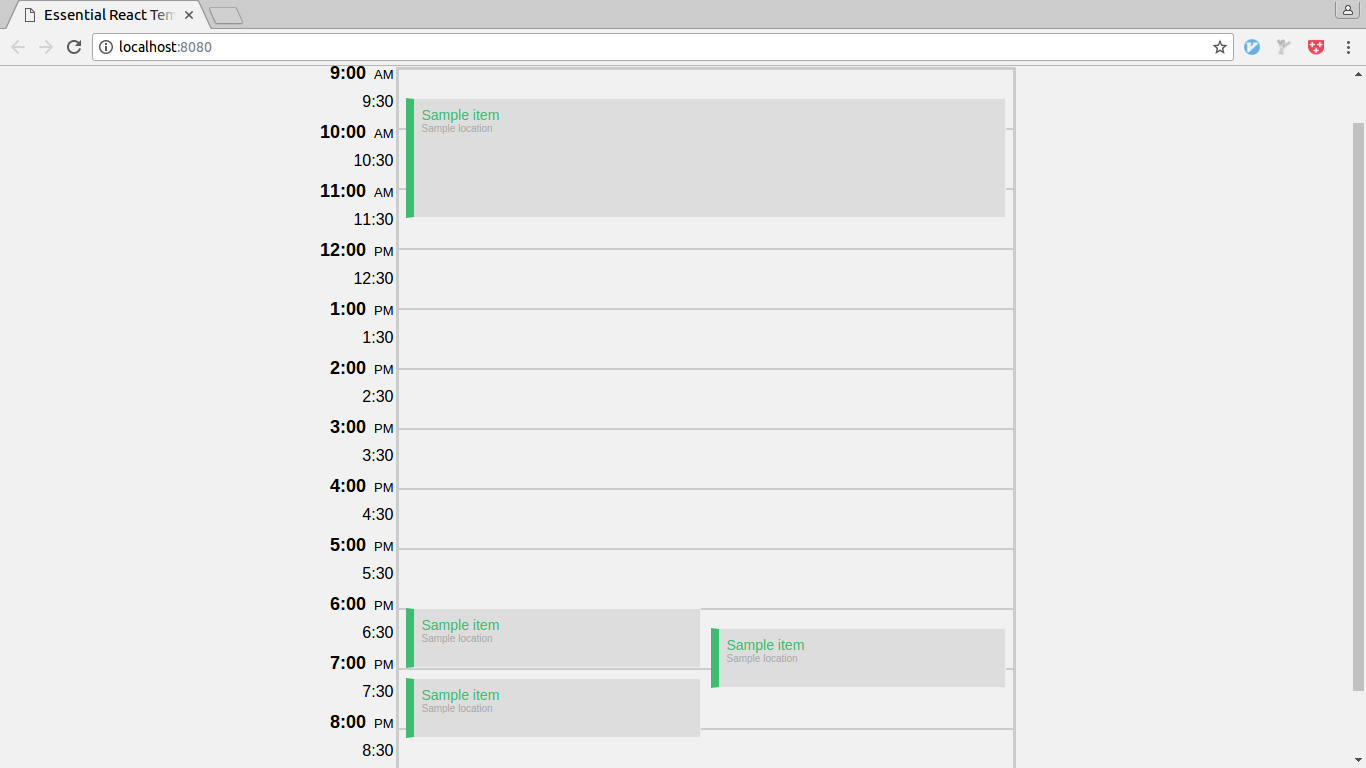 Essential React Tem
localhost:8080
9:00 AM
9:30
Sample item
Sample location
10:00 AM
10:30
11:00 AM
11:30
12:00 PM
12:30
1:00 PM
1:30
2:00 PM
2:30
3:00 PM
3:30
4:00 PM
4:30
5:00 PM
5:30
6:00 PM
Sample item
Sample location
6:30
Sample item
Sample location
7:00 PM
7:30
Sample item
Sample location
8:00 PM
8:30